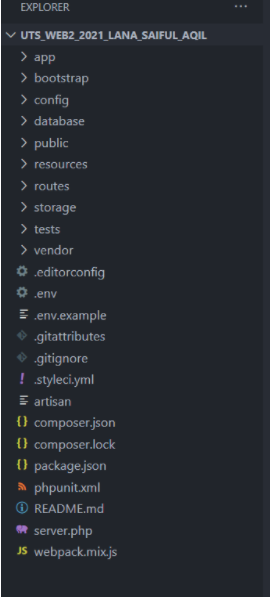 EXPLORER
UTS_WEB2_2021_LANA_SAIFUL_AQIL
app
bootstrap
config
database
public
resources
routes
storage
tests
vendor
.editorconfig
.env
.env.example
.gitattributes
.gitignore
! .styleci.yml
artisan
{} composer.json
{} composer.lock
{} package.json
phpunit.xml
README.md
server.php
JS webpack.mix.js